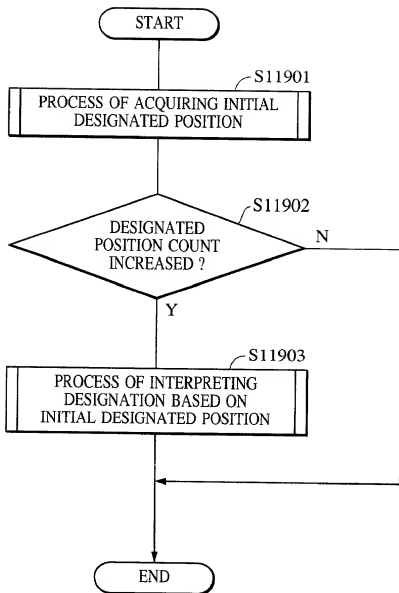 START
S11901
PROCESS OF ACQUIRING INITIAL
DESIGNATED POSITION
S11902
DESIGNATED
POSITION COUNT
INCREASED ?
N
Y
S11903
PROCESS OF INTERPRETING
DESIGNATION BASED ON
INITIAL DESIGNATED POSITION
END